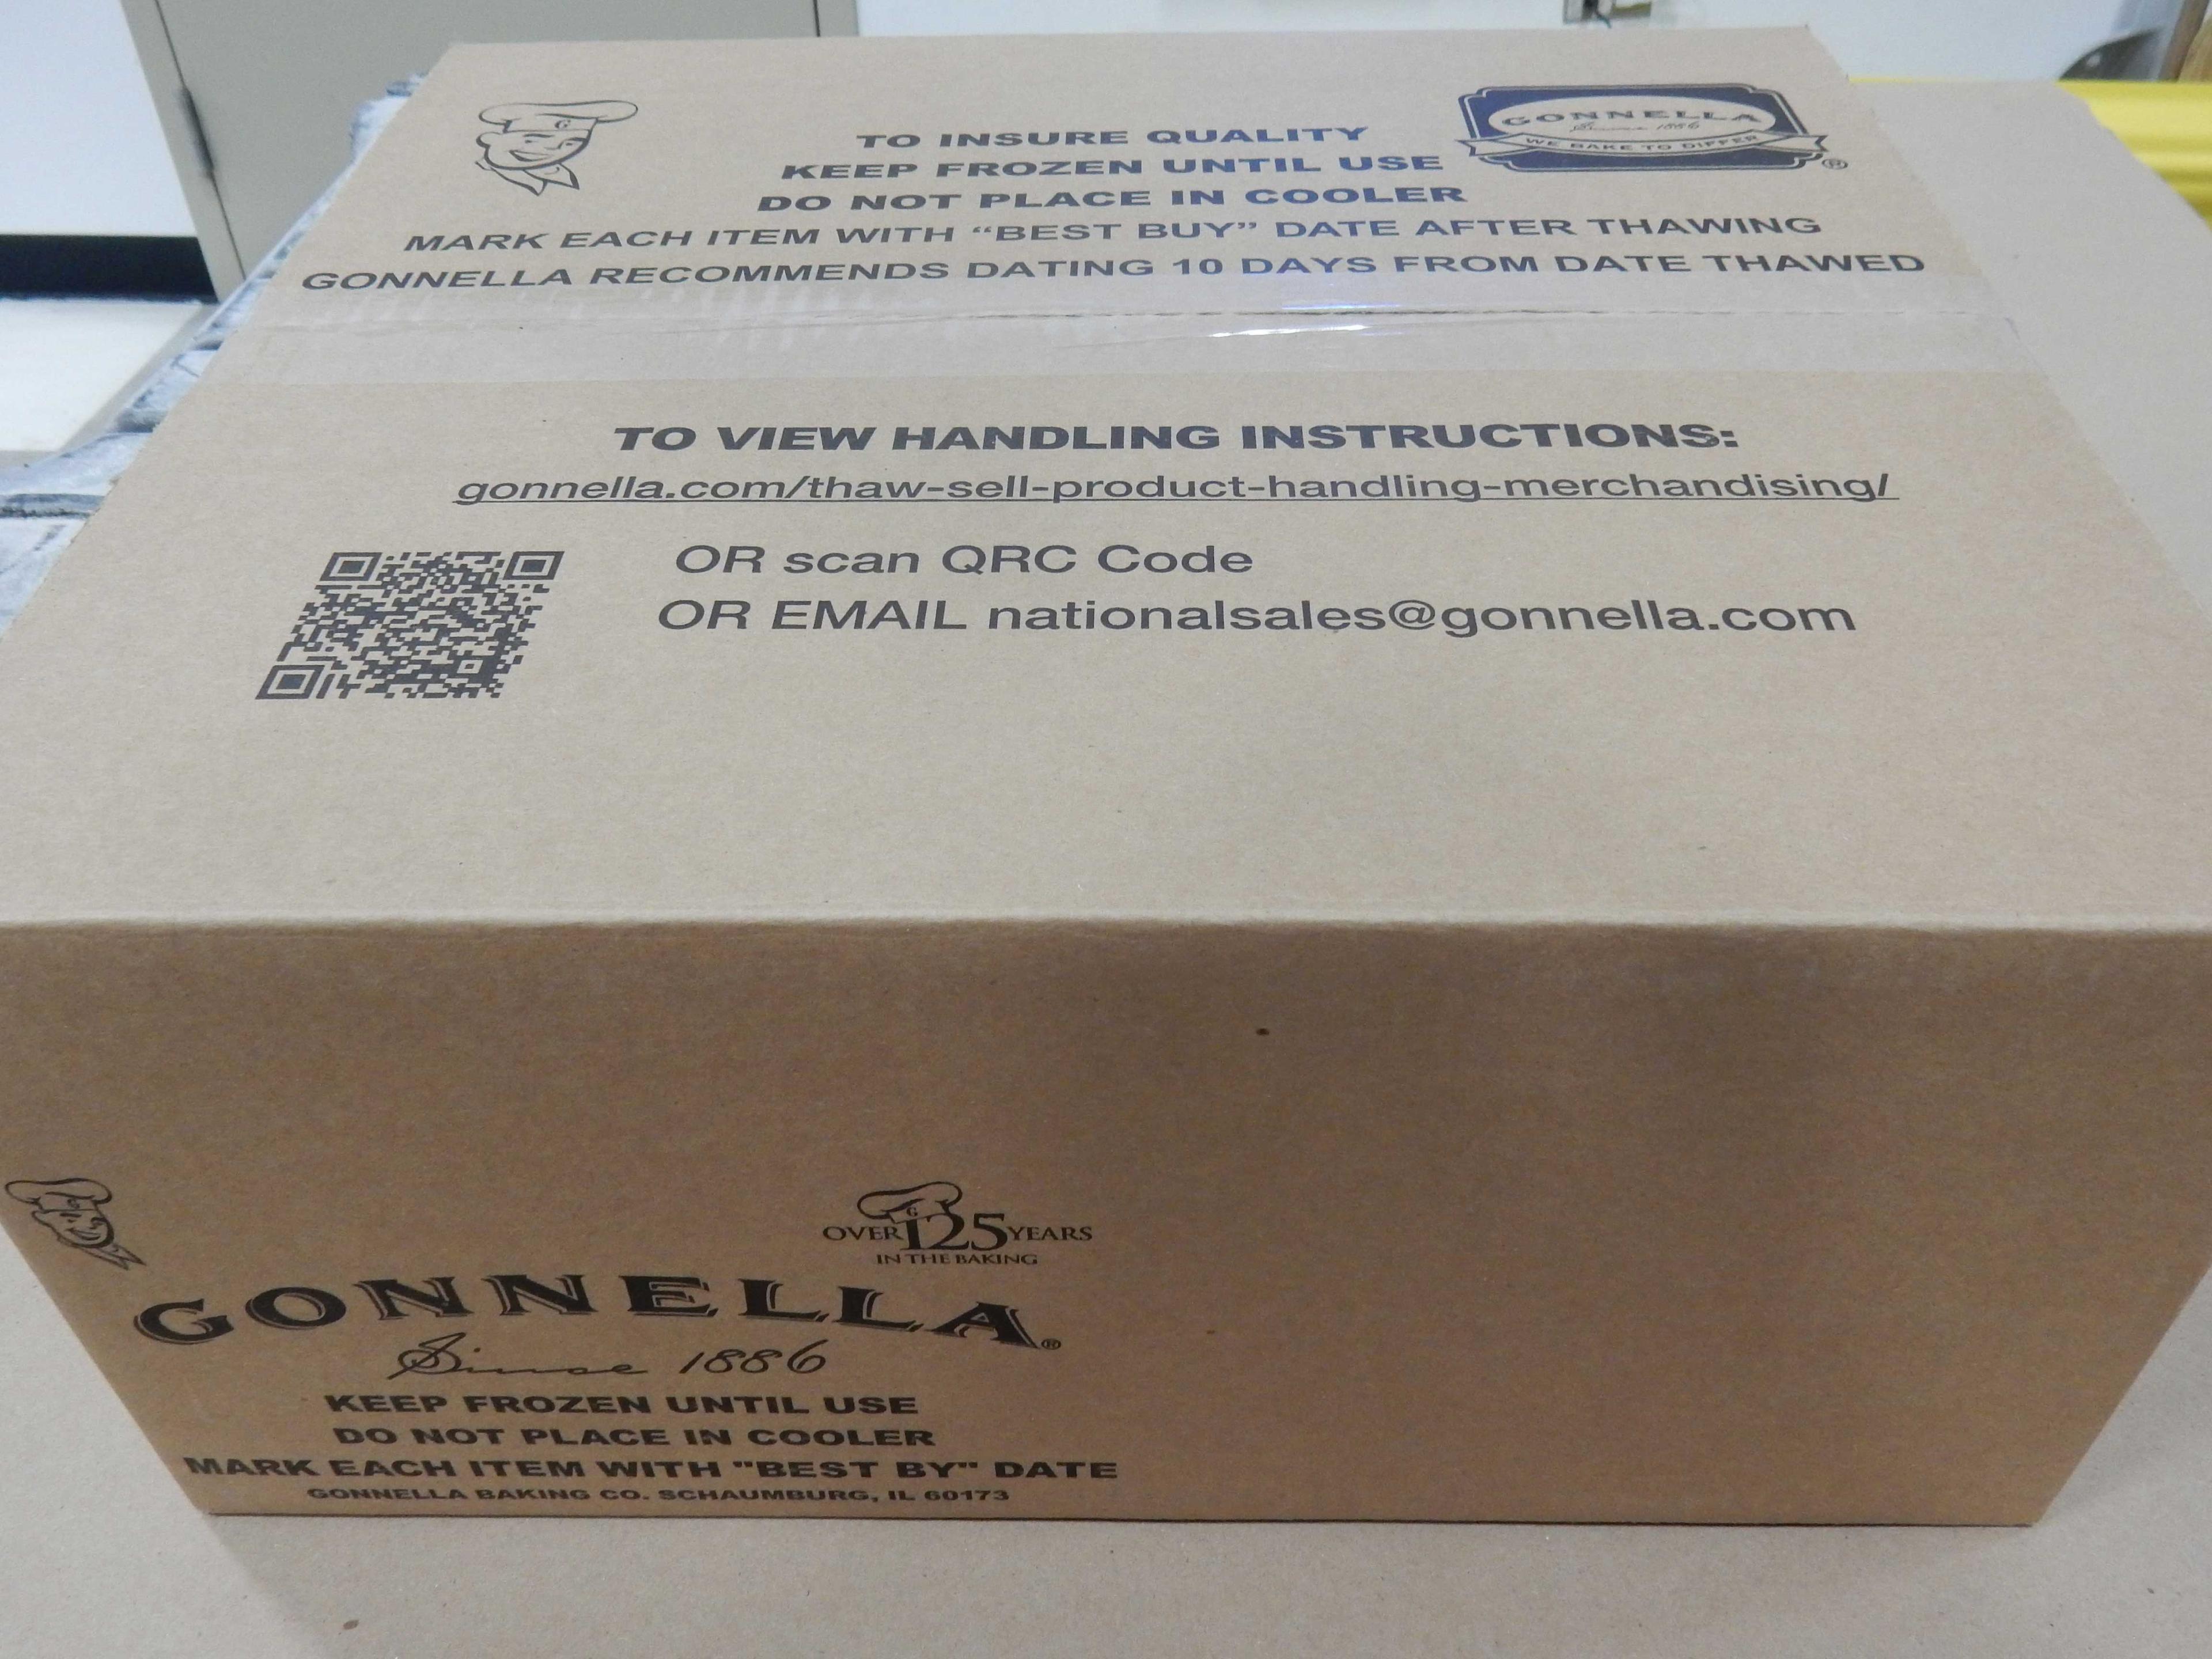 GONNELLA
Since 1886
WE BAKE TO DIFFER
®
TO INSURE QUALITY
KEEP FROZEN UNTIL USE
DO NOT PLACE IN COOLER
MARK EACH ITEM WITH “BEST BUY” DATE AFTER THAWING
GONNELLA RECOMMENDS DATING 10 DAYS FROM DATE THAWED
TO VIEW HANDLING INSTRUCTIONS:
gonnella.com/thaw-sell-product-handling-merchandising/
OR scan QRC Code
OR EMAIL nationalsales@gonnella.com
G
OVER 125 YEARS
IN THE BAKING
GONNELLA®
Since 1886
KEEP FROZEN UNTIL USE
DO NOT PLACE IN COOLER
MARK EACH ITEM WITH "BEST BY" DATE
GONNELLA BAKING CO. SCHAUMBURG, IL 60173